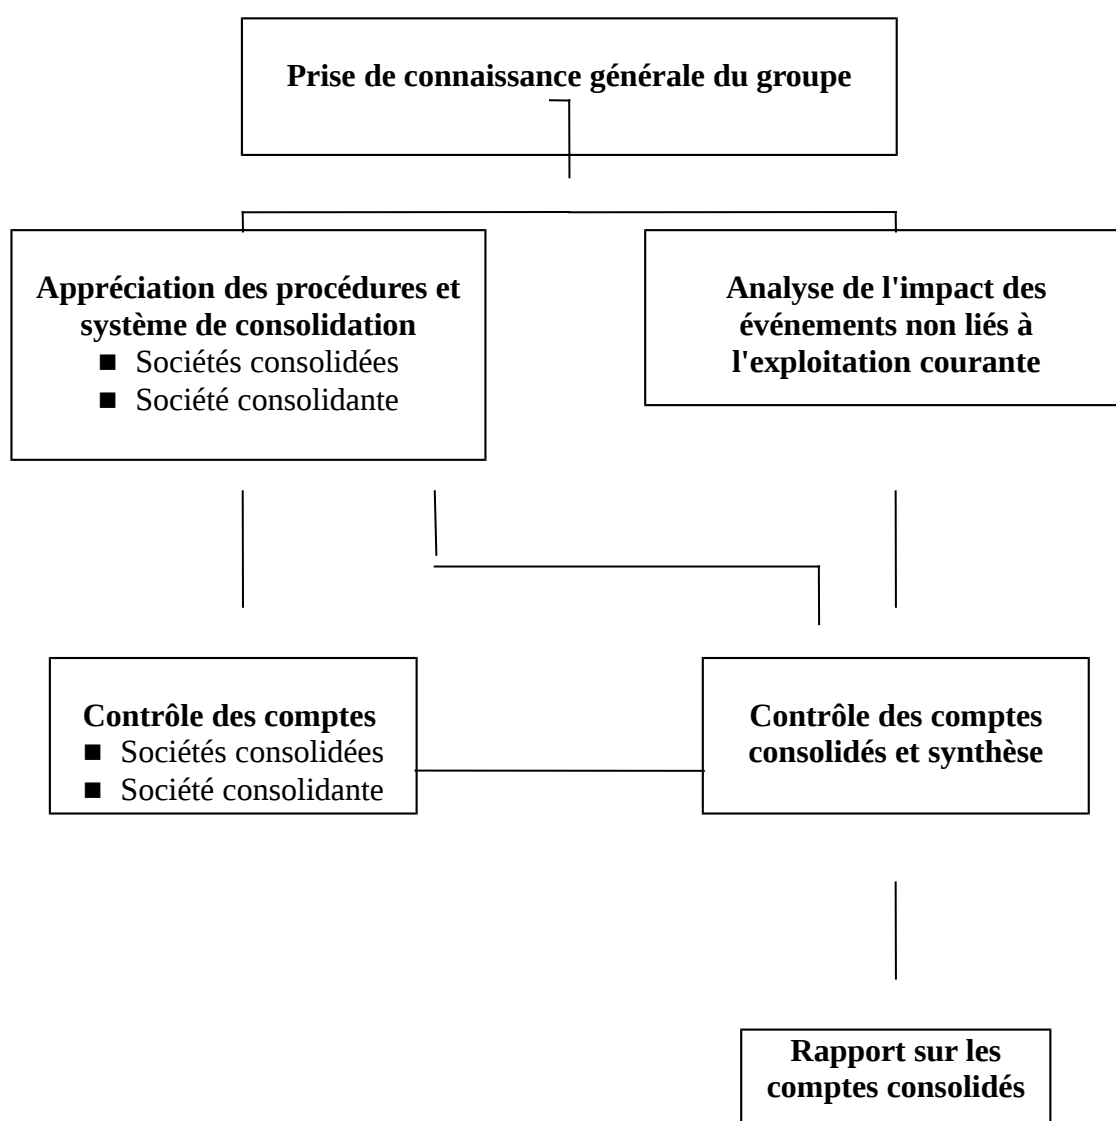 Prise de connaissance générale du groupe
Appréciation des procédures et
système de consolidation
■ Sociétés consolidées
■ Société consolidante
Analyse de l'impact des
événements non liés à
l'exploitation courante
Contrôle des comptes
■ Sociétés consolidées
■ Société consolidante
Contrôle des comptes
consolidés et synthèse
Rapport sur les
comptes consolidés